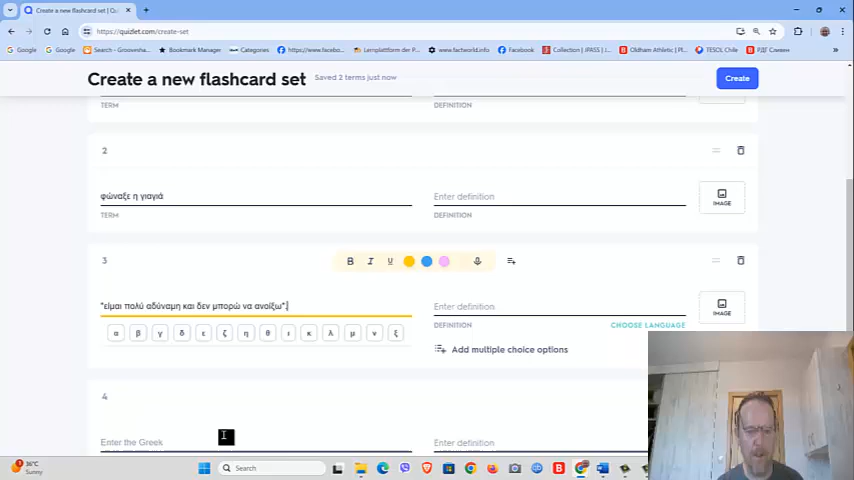 Create a new flashcard set | Qui
quizlet.com/create-set
Google
Google
Search - Groovesha...
Bookmark Manager
Categories
https://www.facebo...
Lernplattform der P...
www.factworld.info
Facebook
Collection | JPASS | J...
Oldham Athletic | Pl...
TESOL Chile
РДГ Сливен
Create a new flashcard set
Saved 2 terms just now
Create
TERM
DEFINITION
2
φώναξε η γιαγιά
Enter definition
TERM
DEFINITION
IMAGE
3
B I U
"είμαι πολύ αδύναμη και δεν μπορώ να ανοίξω".
Enter definition
IMAGE
α β γ δ ε ζ η θ ι κ λ μ ν ξ
DEFINITION
CHOOSE LANGUAGE
Add multiple choice options
4
Enter the Greek
Enter definition
36°C
Sunny
Search